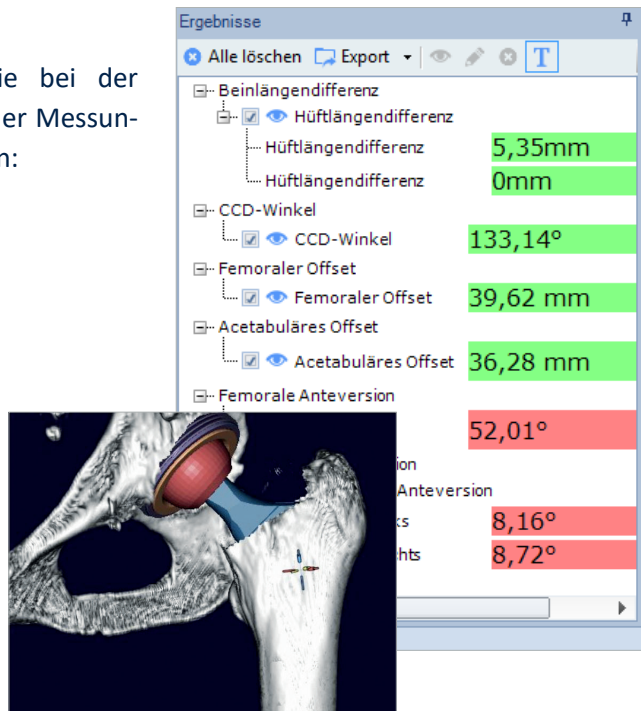 ie bei der
er Messun-
n:
Ergebnisse
Alle löschen Export T
Beinlängendifferenz
Hüftlängendifferenz
Hüftlängendifferenz 5,35mm
Hüftlängendifferenz 0mm
CCD-Winkel
CCD-Winkel 133,14°
Femoraler Offset
Femoraler Offset 39,62 mm
Acetabuläres Offset
Acetabuläres Offset 36,28 mm
Femorale Anteversion
52,01°
ion
Anteversion
ks 8,16°
hts 8,72°